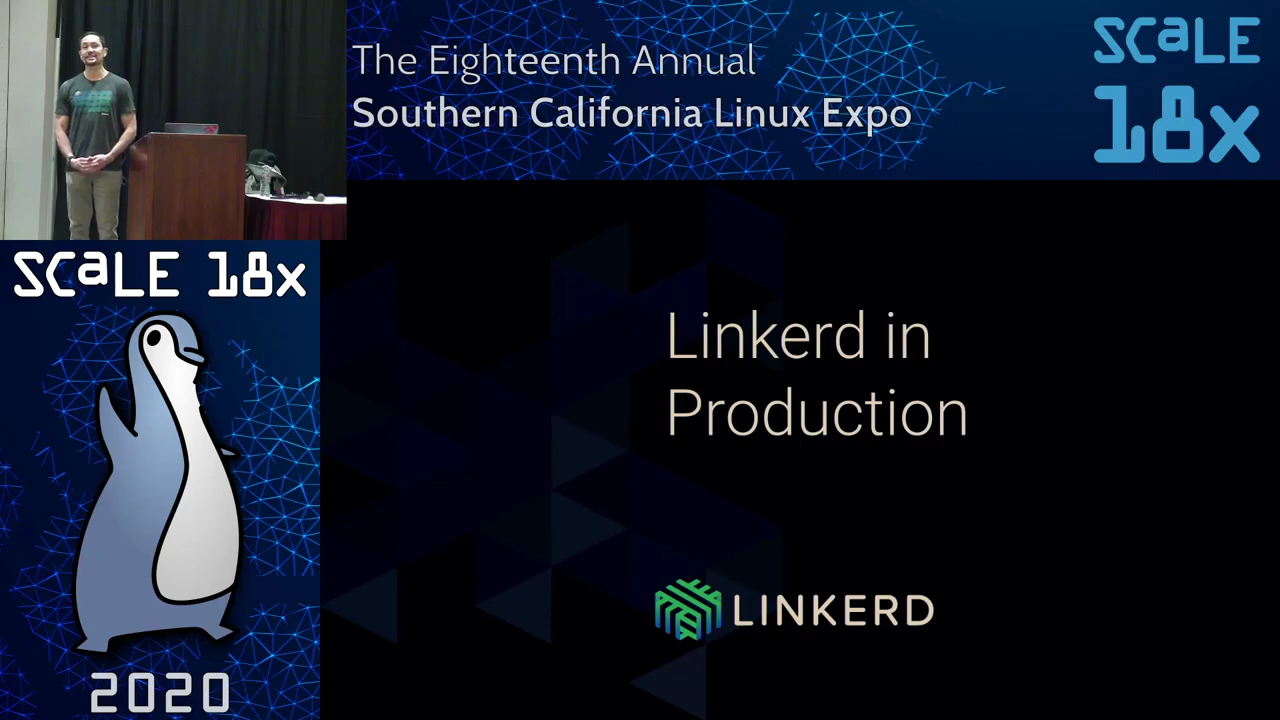 The Eighteenth Annual
Southern California Linux Expo
SCaLE
18x
SCaLE 18x
2020
Linkerd in
Production
LINKERD